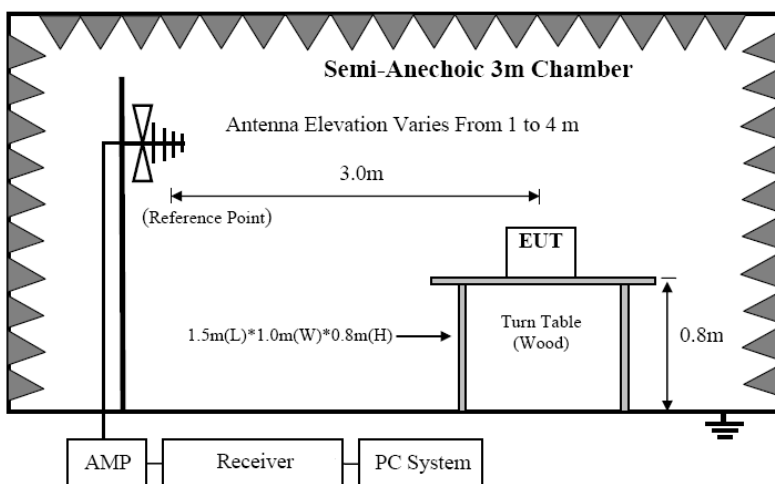 Semi-Anechoic 3m Chamber
Antenna Elevation Varies From 1 to 4 m
3.0m
(Reference Point)
EUT
1.5m(L)*1.0m(W)*0.8m(H)
Turn Table
(Wood)
0.8m
AMP
Receiver
PC System